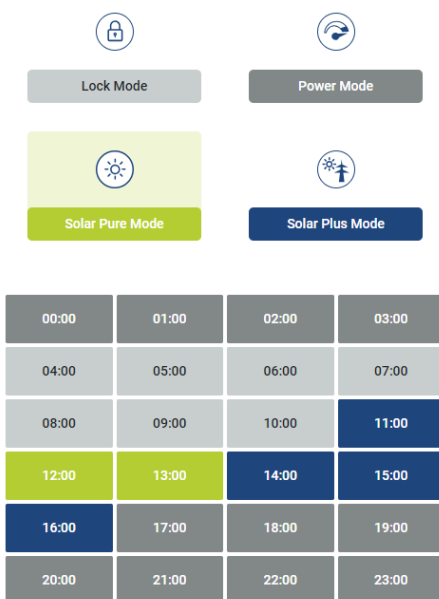 Lock Mode Power Mode
Solar Pure Mode Solar Plus Mode
00:00 01:00 02:00 03:00
04:00 05:00 06:00 07:00
08:00 09:00 10:00 11:00
12:00 13:00 14:00 15:00
16:00 17:00 18:00 19:00
20:00 21:00 22:00 23:00